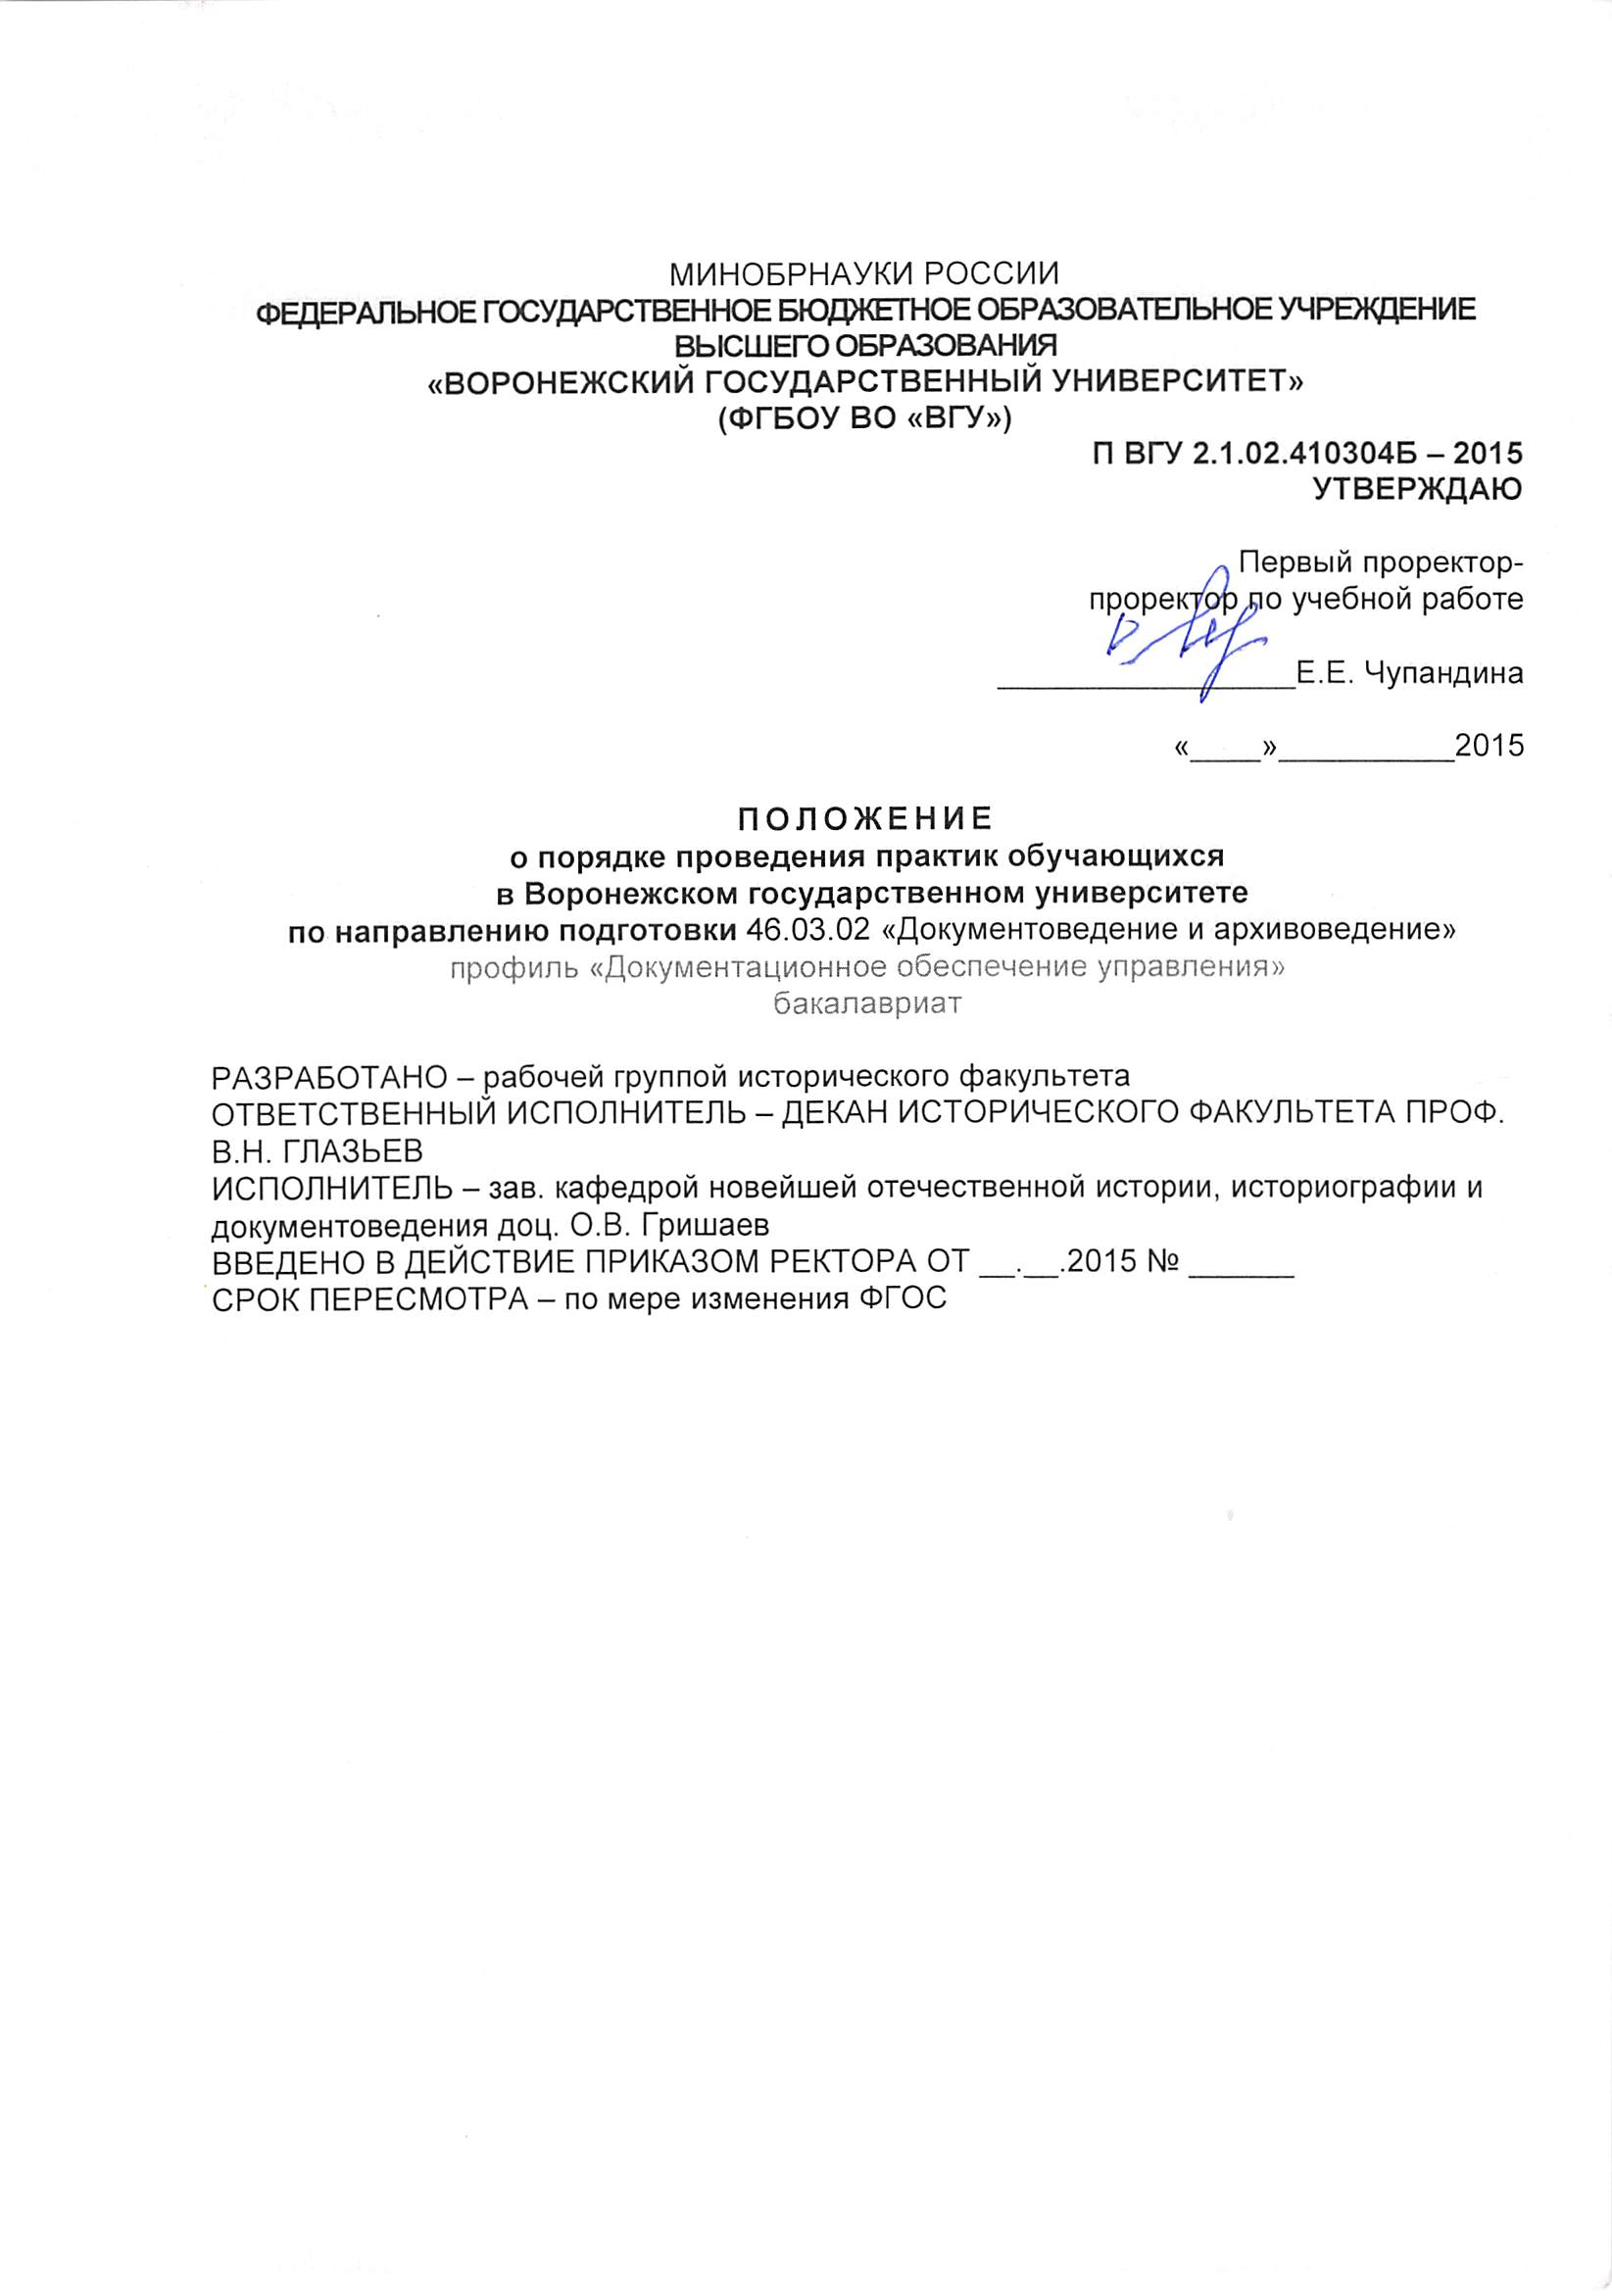 МИНОБРНАУКИ РОССИИ
ФЕДЕРАЛЬНОЕ ГОСУДАРСТВЕННОЕ БЮДЖЕТНОЕ ОБРАЗОВАТЕЛЬНОЕ УЧРЕЖДЕНИЕ
ВЫСШЕГО ОБРАЗОВАНИЯ
«ВОРОНЕЖСКИЙ ГОСУДАРСТВЕННЫЙ УНИВЕРСИТЕТ»
(ФГБОУ ВО «ВГУ»)
П ВГУ 2.1.02.410304Б – 2015
УТВЕРЖДАЮ
Первый проректор-
проректор по учебной работе
_________________Е.Е. Чупандина
«____»__________2015
ПОЛОЖЕНИЕ
о порядке проведения практик обучающихся
в Воронежском государственном университете
по направлению подготовки 46.03.02 «Документоведение и архивоведение»
профиль «Документационное обеспечение управления»
бакалавриат
РАЗРАБОТАНО – рабочей группой исторического факультета
ОТВЕТСТВЕННЫЙ ИСПОЛНИТЕЛЬ – ДЕКАН ИСТОРИЧЕСКОГО ФАКУЛЬТЕТА ПРОФ.
В.Н. ГЛАЗЬЕВ
ИСПОЛНИТЕЛЬ – зав. кафедрой новейшей отечественной истории, историографии и
документоведения доц. О.В. Гришаев
ВВЕДЕНО В ДЕЙСТВИЕ ПРИКАЗОМ РЕКТОРА ОТ __.__.2015 № ______
СРОК ПЕРЕСМОТРА – по мере изменения ФГОС